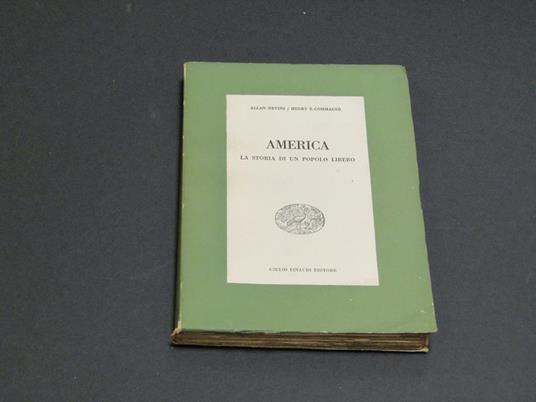 ALLAN NEVINS / HENRY S. COMMAGER
AMERICA
LA STORIA DI UN POPOLO LIBERO
GIULIO EINAUDI EDITORE